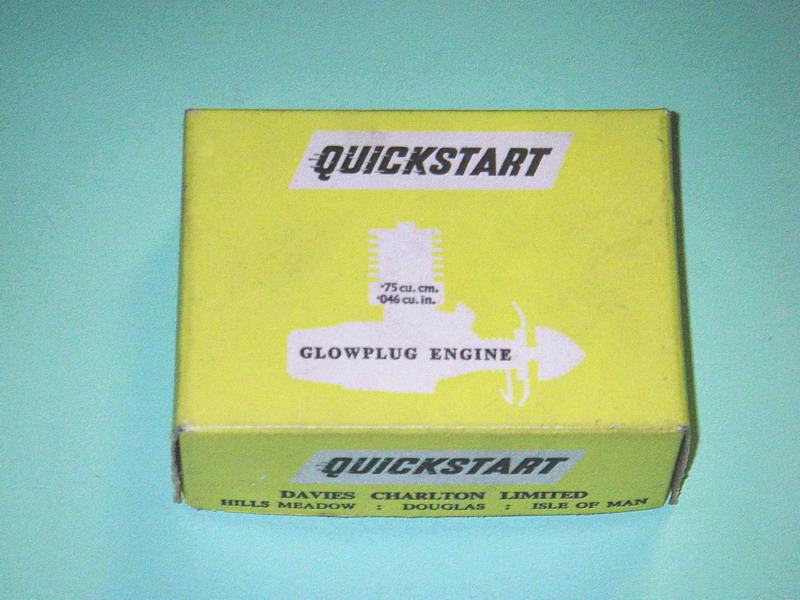 QUICKSTART
·75 cu. cm.
·046 cu. in.
GLOWPLUG ENGINE
QUICKSTART
DAVIES CHARLTON LIMITED
HILLS MEADOW : DOUGLAS : ISLE OF MAN